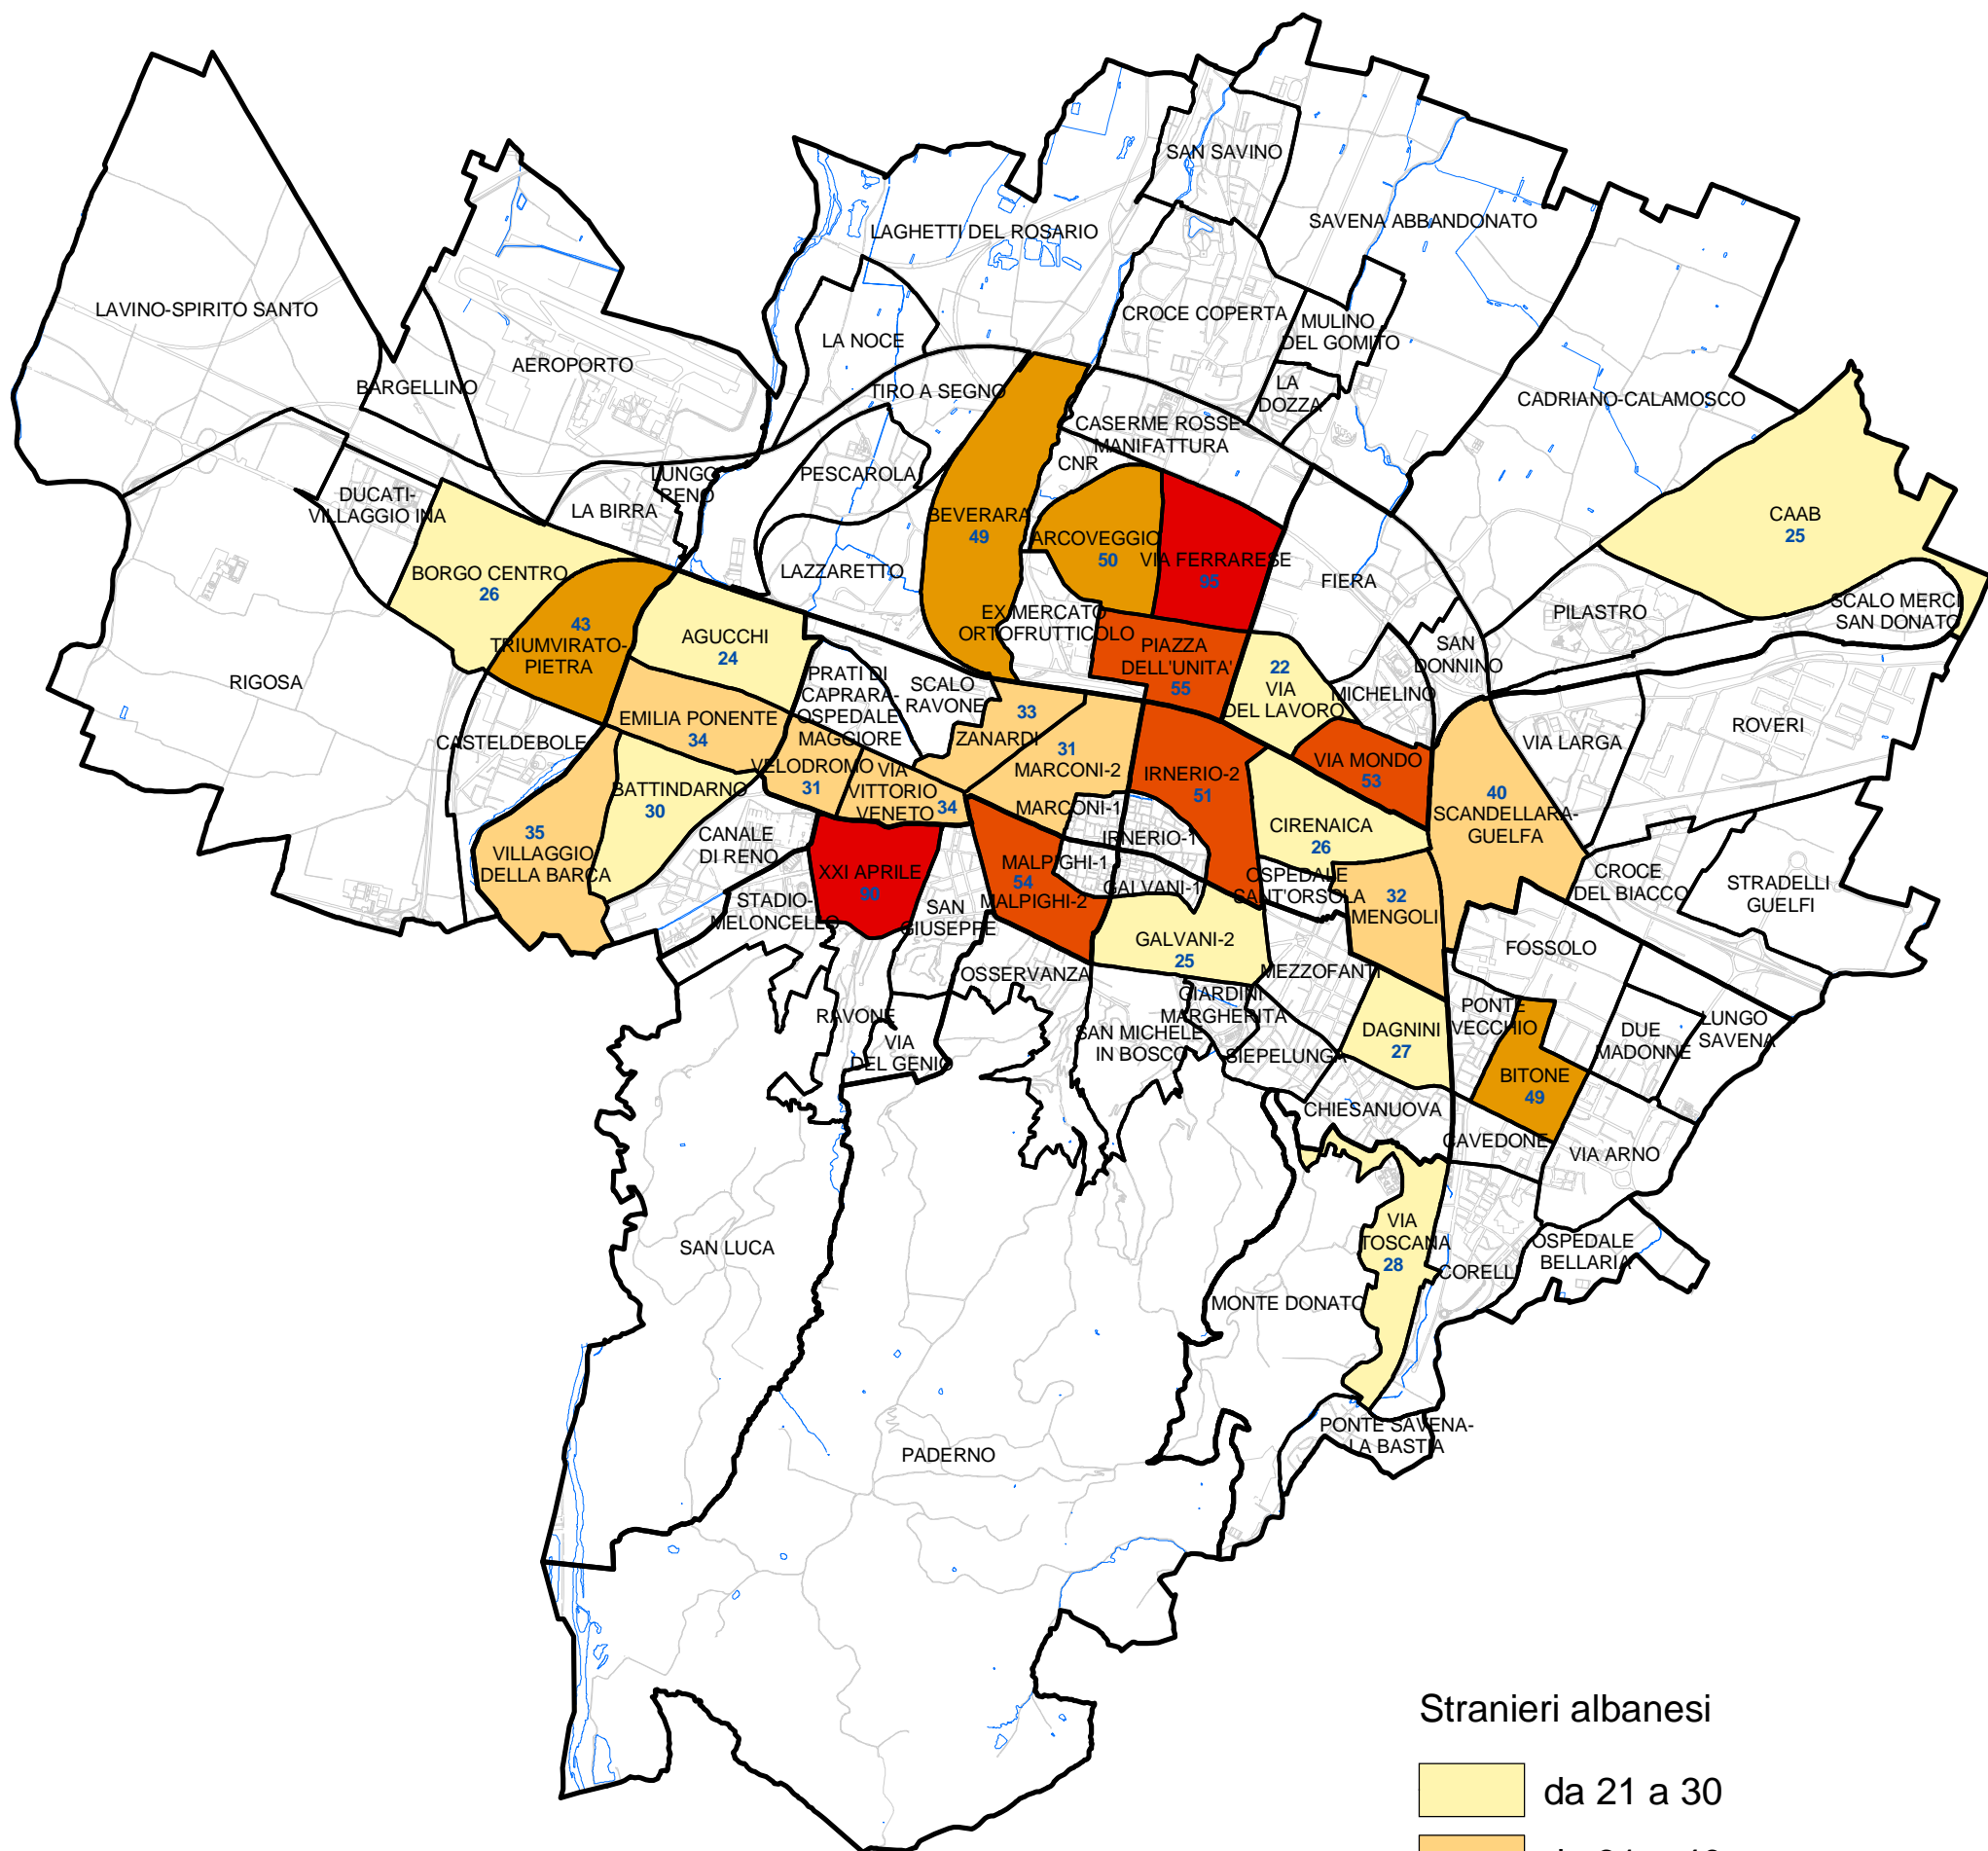 SAN SAVINO
SAVENA ABBANDONATO
LAGHETTI DEL ROSARIO
LAVINO-SPIRITO SANTO
CROCE COPERTA
MULINO
DEL GOMITO
LA NOCE
AEROPORTO
BARGELLINO
TIRO A SEGNO
LA
DOZZA
CADRIANO-CALAMOSCO
CASERME ROSSE-
MANIFATTURA
CNR
PESCAROLA
LUNGO
RENO
DUCATI-
VILLAGGIO INA
LA BIRRA
BEVERARA
49
ARCOVEGGIO
50
VIA FERRARESE
95
CAAB
25
FIERA
LAZZARETTO
BORGO CENTRO
26
EX MERCATO
ORTOFRUTTICOLO
PILASTRO
SCALO MERCI
SAN DONATO
43
TRIUMVIRATO-
PIETRA
AGUCCHI
24
PIAZZA
DELL'UNITA'
55
22
VIA
DEL LAVORO
SAN
DONNINO
MICHELINO
RIGOSA
PRATI DI
CAPRARA-
OSPEDALE
MAGGIORE
SCALO
RAVONE
EMILIA PONENTE
34
33
ZANARDI
31
MARCONI-2
ROVERI
VIA LARGA
CASTELDEBOLE
VELODROMO
31
VIA
VITTORIO
VENETO 34
IRNERIO-2
51
VIA MONDO
53
BATTINDARNO
30
MARCONI-1
40
SCANDELLARA-
GUELFA
35
VILLAGGIO
DELLA BARCA
CANALE
DI RENO
IRNERIO-1
CIRENAICA
26
XXI APRILE
90
MALPIGHI-1
54
MALPIGHI-2
GALVANI-1
OSPEDALE
SANT'ORSOLA
CROCE
DEL BIACCO
STRADELLI
GUELFI
STADIO-
MELONCELLO
SAN
GIUSEPPE
32
MENGOLI
GALVANI-2
25
FOSSOLO
OSSERVANZA
MEZZOFANTI
GIARDINI
MARGHERITA
RAVONE
VIA
DEL GENIO
SAN MICHELE
IN BOSCO
SIEPELUNGA
DAGNINI
27
PONTE
VECCHIO
DUE
MADONNE
LUNGO
SAVENA
BITONE
49
CHIESANUOVA
CAVEDONE
VIA ARNO
SAN LUCA
VIA
TOSCANA
28
OSPEDALE
BELLARIA
CORELLI
MONTE DONATO
PADERNO
PONTE SAVENA-
LA BASTIA
Stranieri albanesi
da 21 a 30